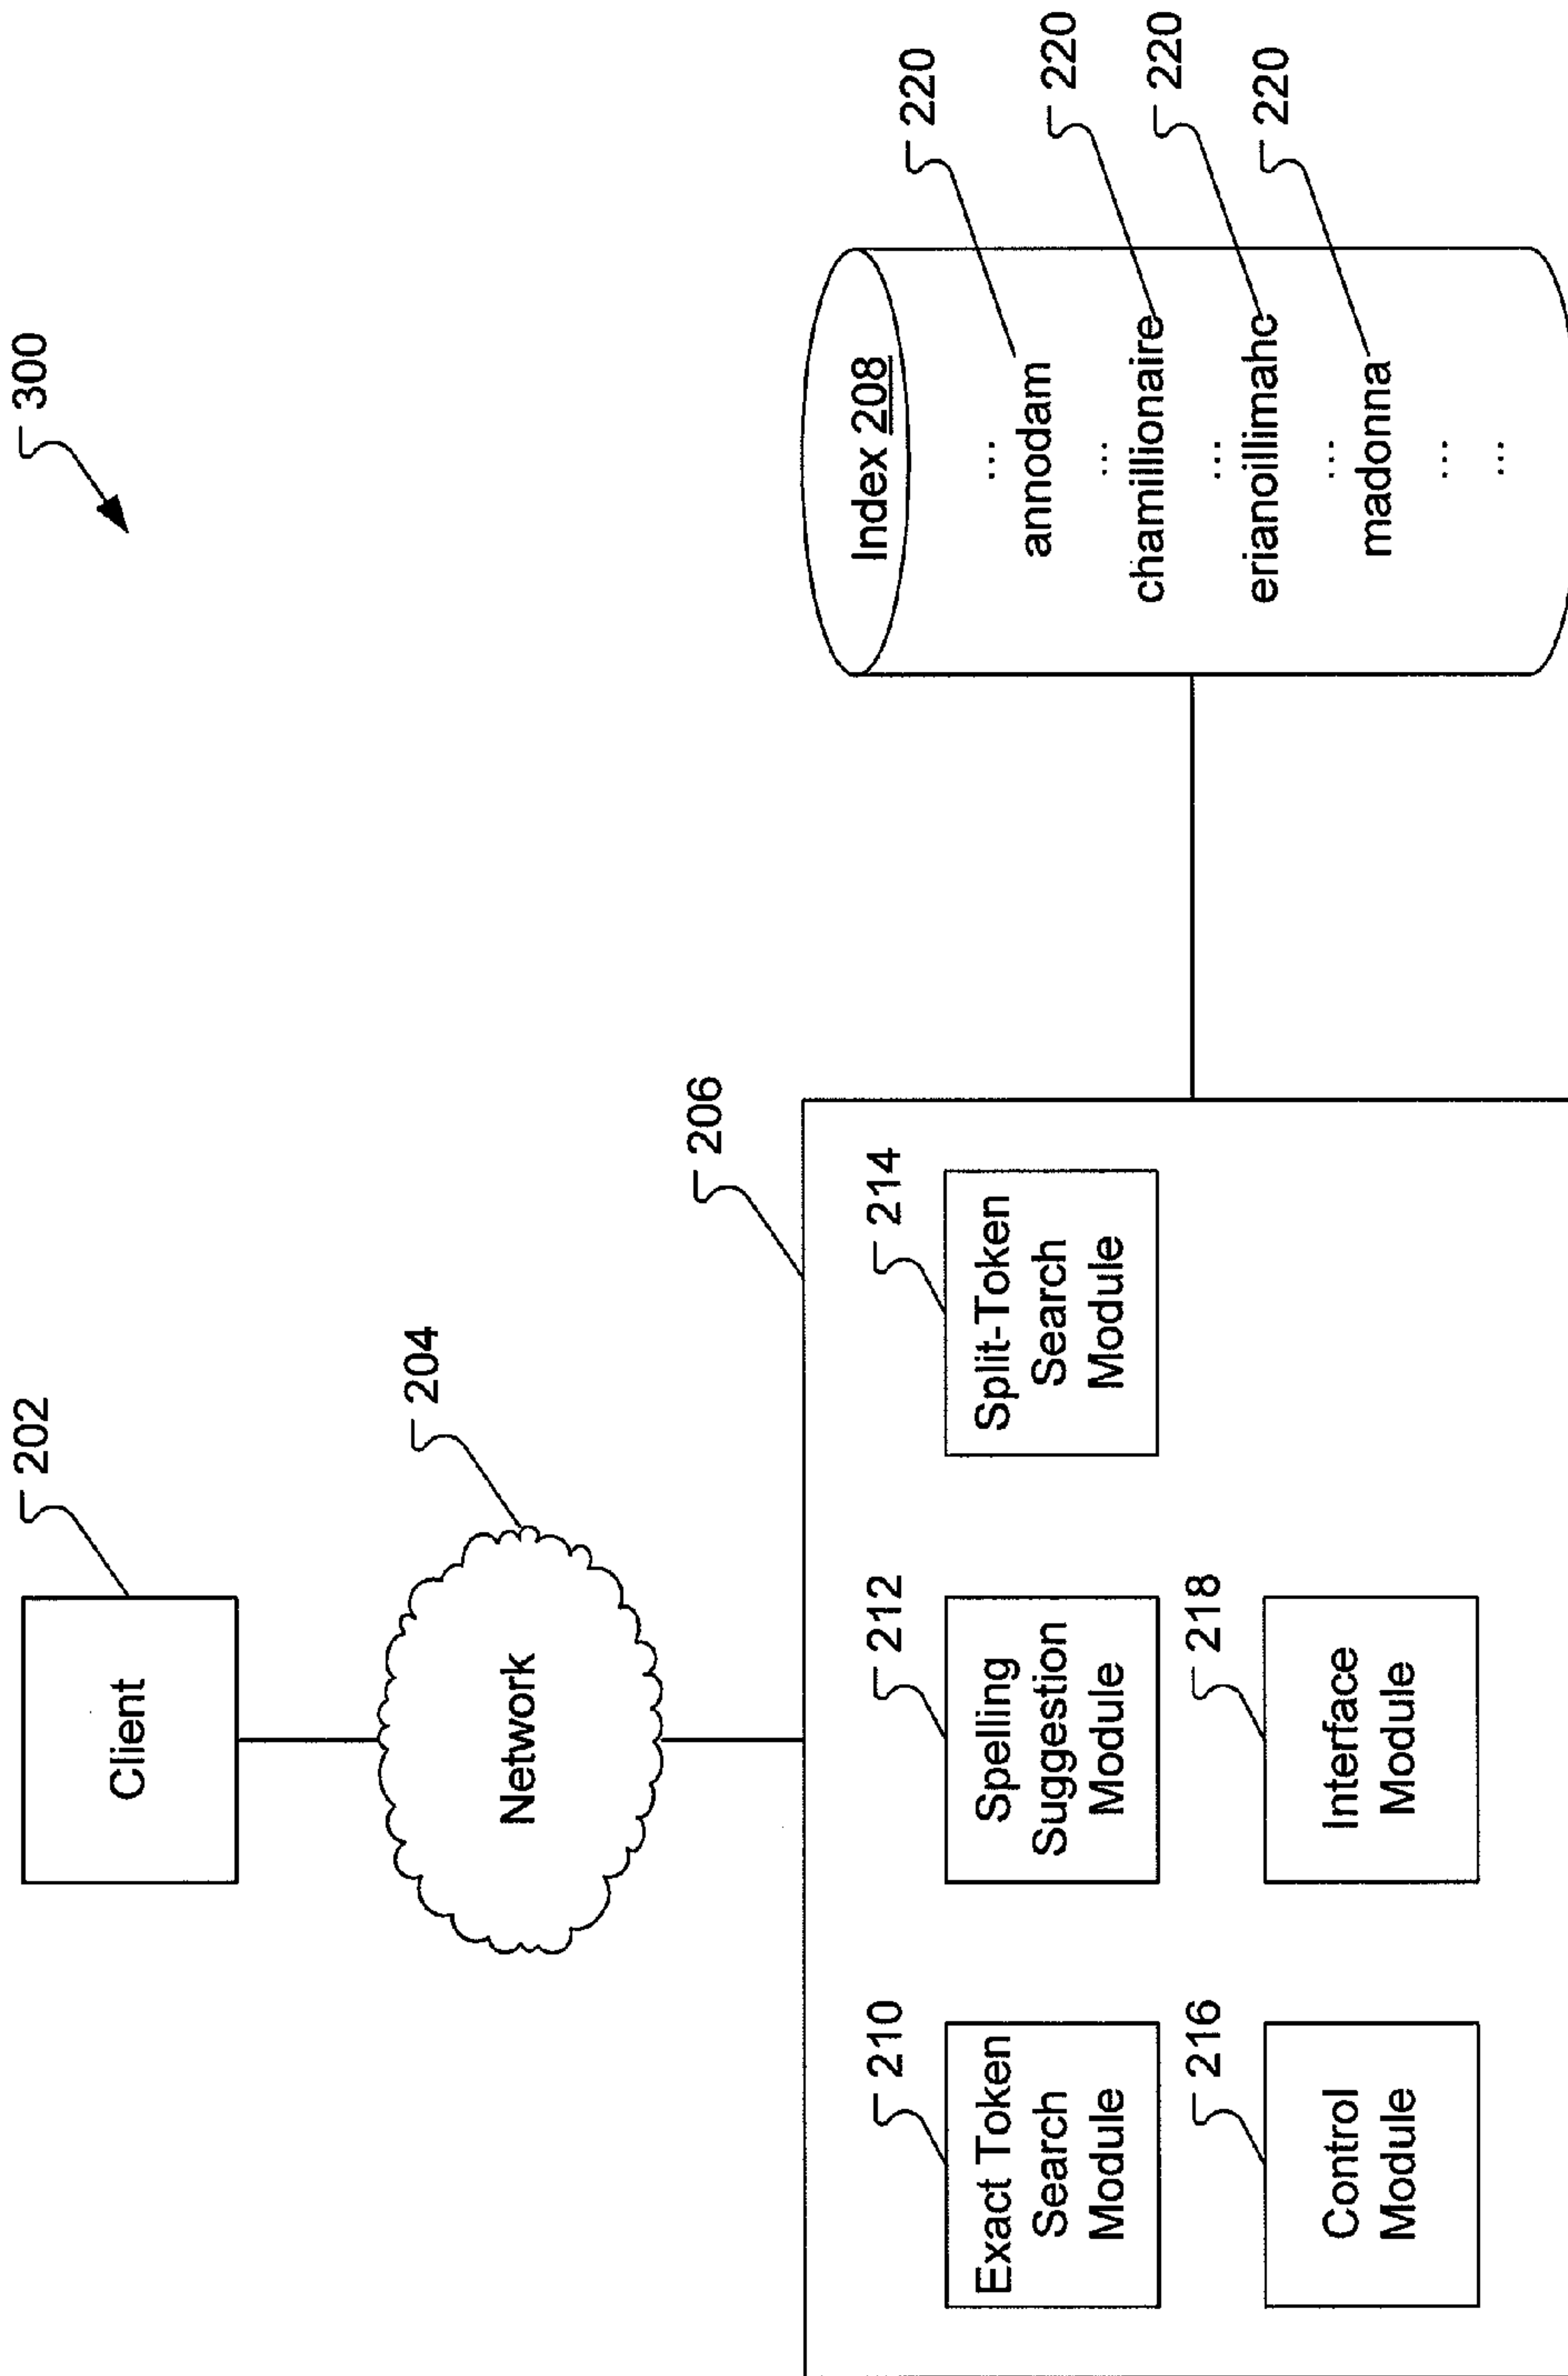 300
202
Client
204
Network
206
210
Exact Token
Search
Module
212
Spelling
Suggestion
Module
214
Split-Token
Search
Module
216
Control
Module
218
Interface
Module
Index 208
...
annodam
220
...
chamillionaire
220
...
erianoillimahc
220
...
madonna
220
...
...